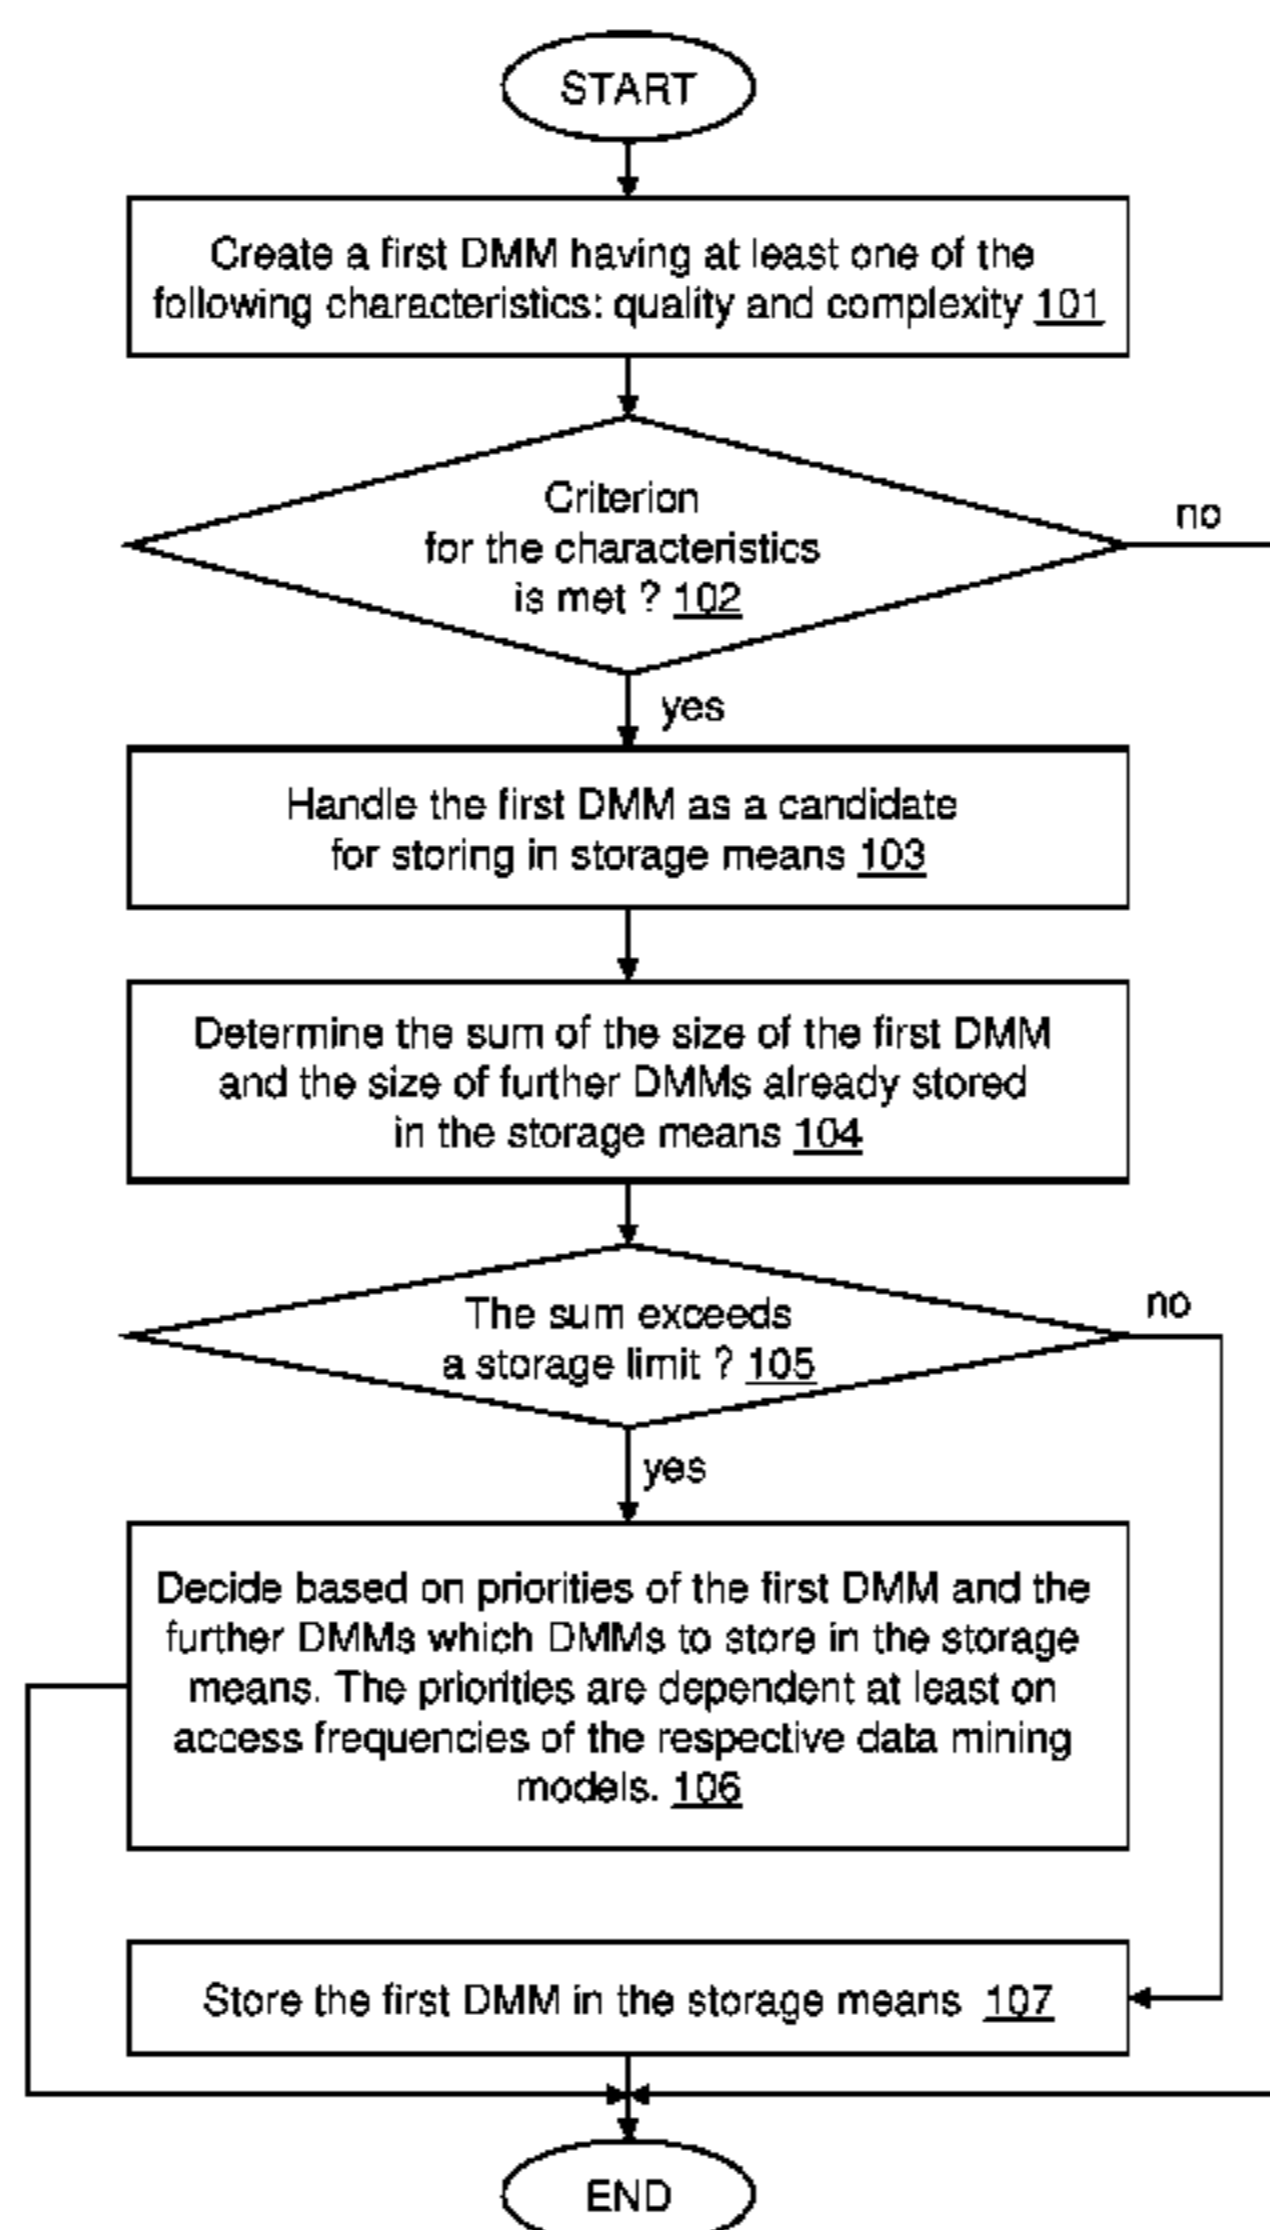 START
Create a first DMM having at least one of the
following characteristics: quality and complexity 101
Criterion
for the characteristics
is met ? 102
no
yes
Handle the first DMM as a candidate
for storing in storage means 103
Determine the sum of the size of the first DMM
and the size of further DMMs already stored
in the storage means 104
The sum exceeds
a storage limit ? 105
no
yes
Decide based on priorities of the first DMM and the
further DMMs which DMMs to store in the storage
means. The priorities are dependent at least on
access frequencies of the respective data mining
models. 106
Store the first DMM in the storage means 107
END